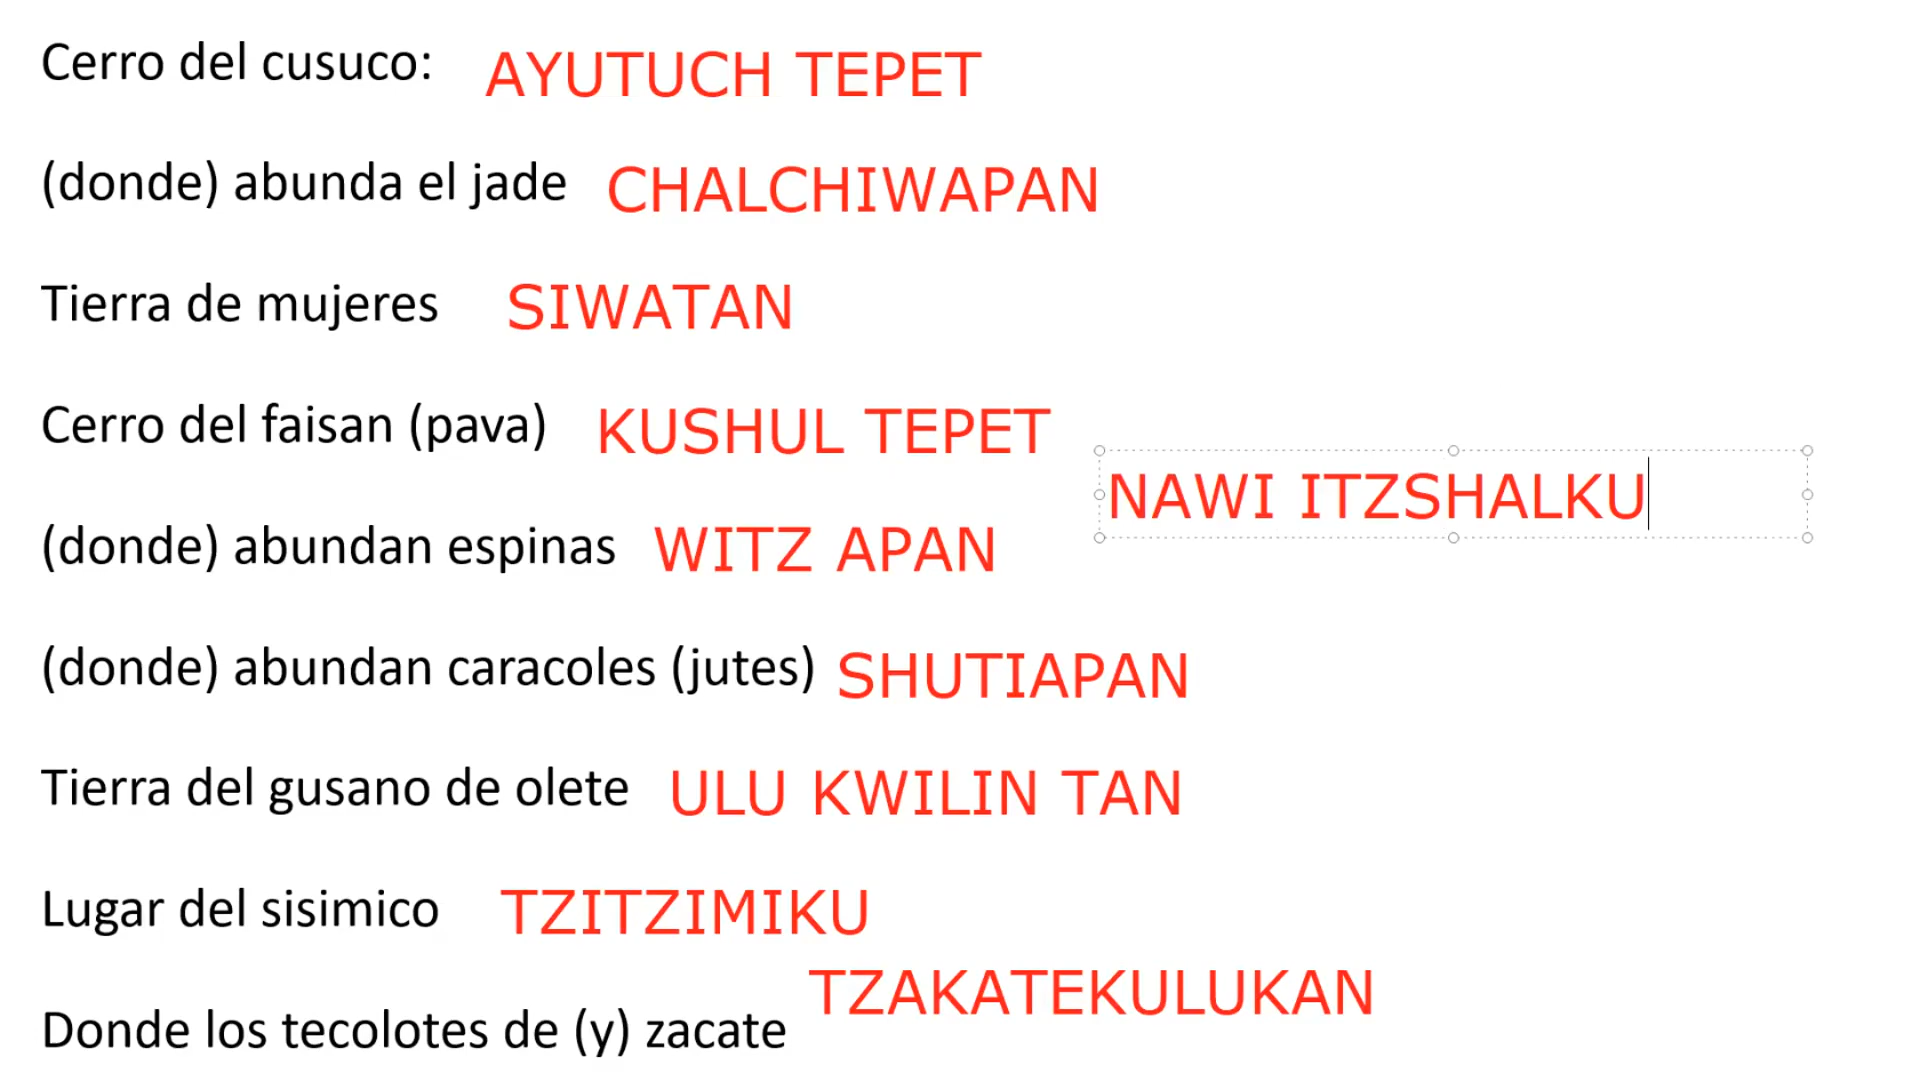 Cerro del cusuco: AYUTUCH TEPET
(donde) abunda el jade CHALCHIWAPAN
Tierra de mujeres SIWATAN
Cerro del faisan (pava) KUSHUL TEPET
NAWI ITZSHALKU
(donde) abundan espinas WITZ APAN
(donde) abundan caracoles (jutes) SHUTIAPAN
Tierra del gusano de olete ULU KWILIN TAN
Lugar del sisimico TZITZIMIKU
Donde los tecolotes de (y) zacate TZAKATEKULUKAN